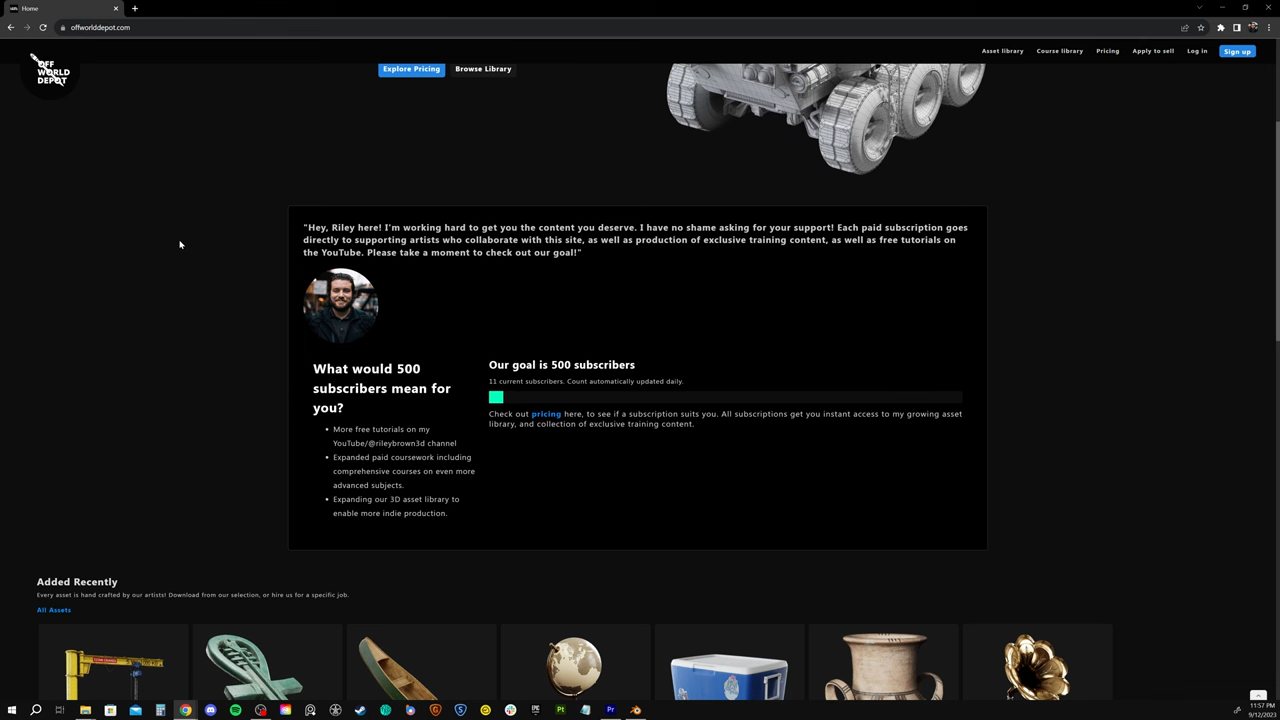 Home
offworlddepot.com
OFF
WORLD
DEPOT
Asset library
Course library
Pricing
Apply to sell
Log in
Sign up
Explore Pricing
Browse Library
"Hey, Riley here! I'm working hard to get you the content you deserve. I have no shame asking for your support! Each paid subscription goes
directly to supporting artists who collaborate with this site, as well as production of exclusive training content, as well as free tutorials on
the YouTube. Please take a moment to check out our goal!"
What would 500
subscribers mean for
you?
• More free tutorials on my
YouTube/@rileybrown3d channel
• Expanded paid coursework including
comprehensive courses on even more
advanced subjects.
• Expanding our 3D asset library to
enable more indie production.
Our goal is 500 subscribers
11 current subscribers. Count automatically updated daily.
Check out pricing here, to see if a subscription suits you. All subscriptions get you instant access to my growing asset
library, and collection of exclusive training content.
Added Recently
Every asset is hand crafted by our artists! Download from our selection, or hire us for a specific job.
All Assets
11:57 PM
9/12/2023